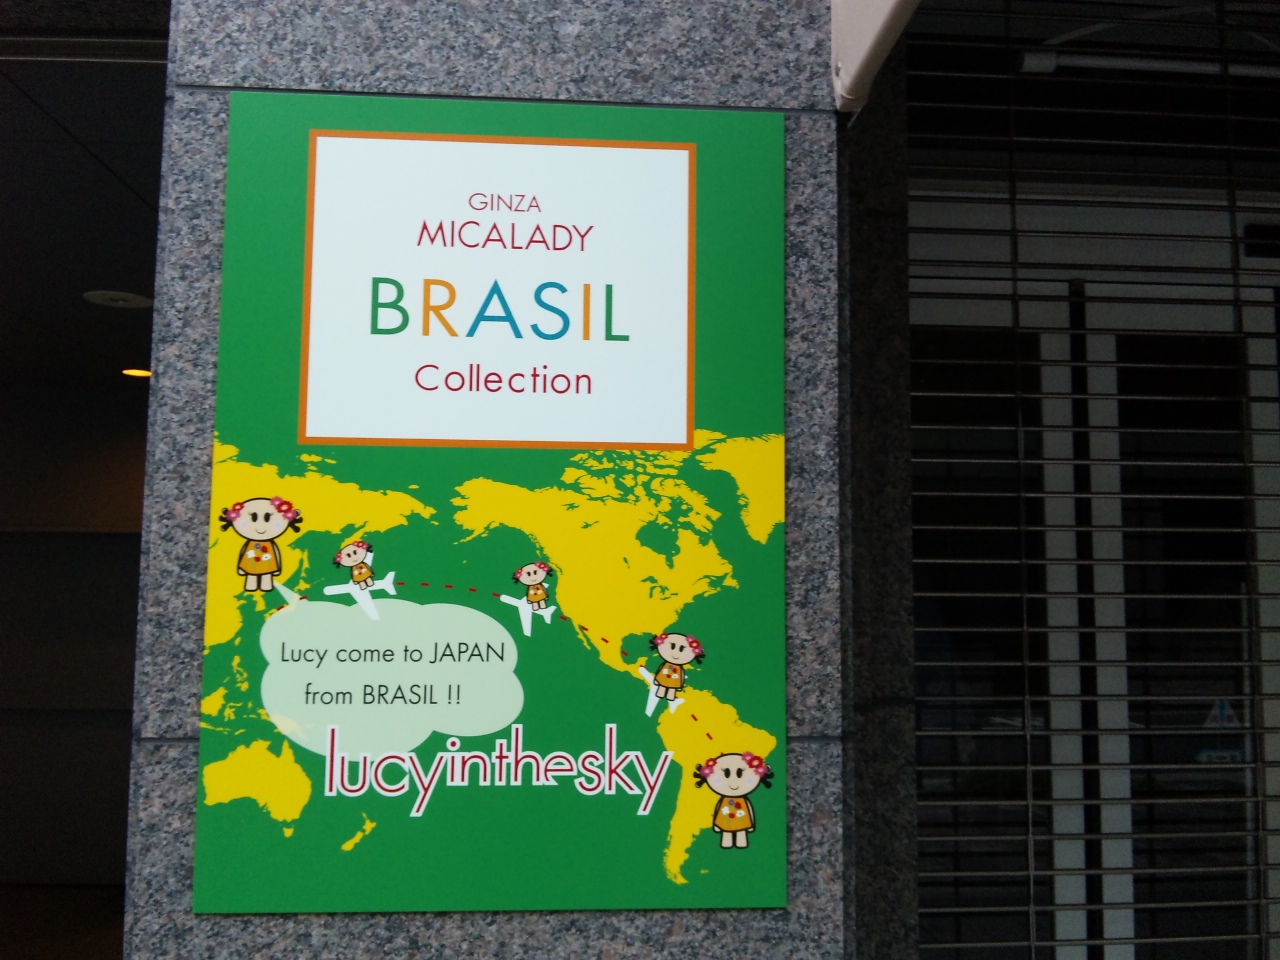 GINZA
MICALADY
BRASIL
Collection
Lucy come to JAPAN
from BRASIL !!
lucyinthesky